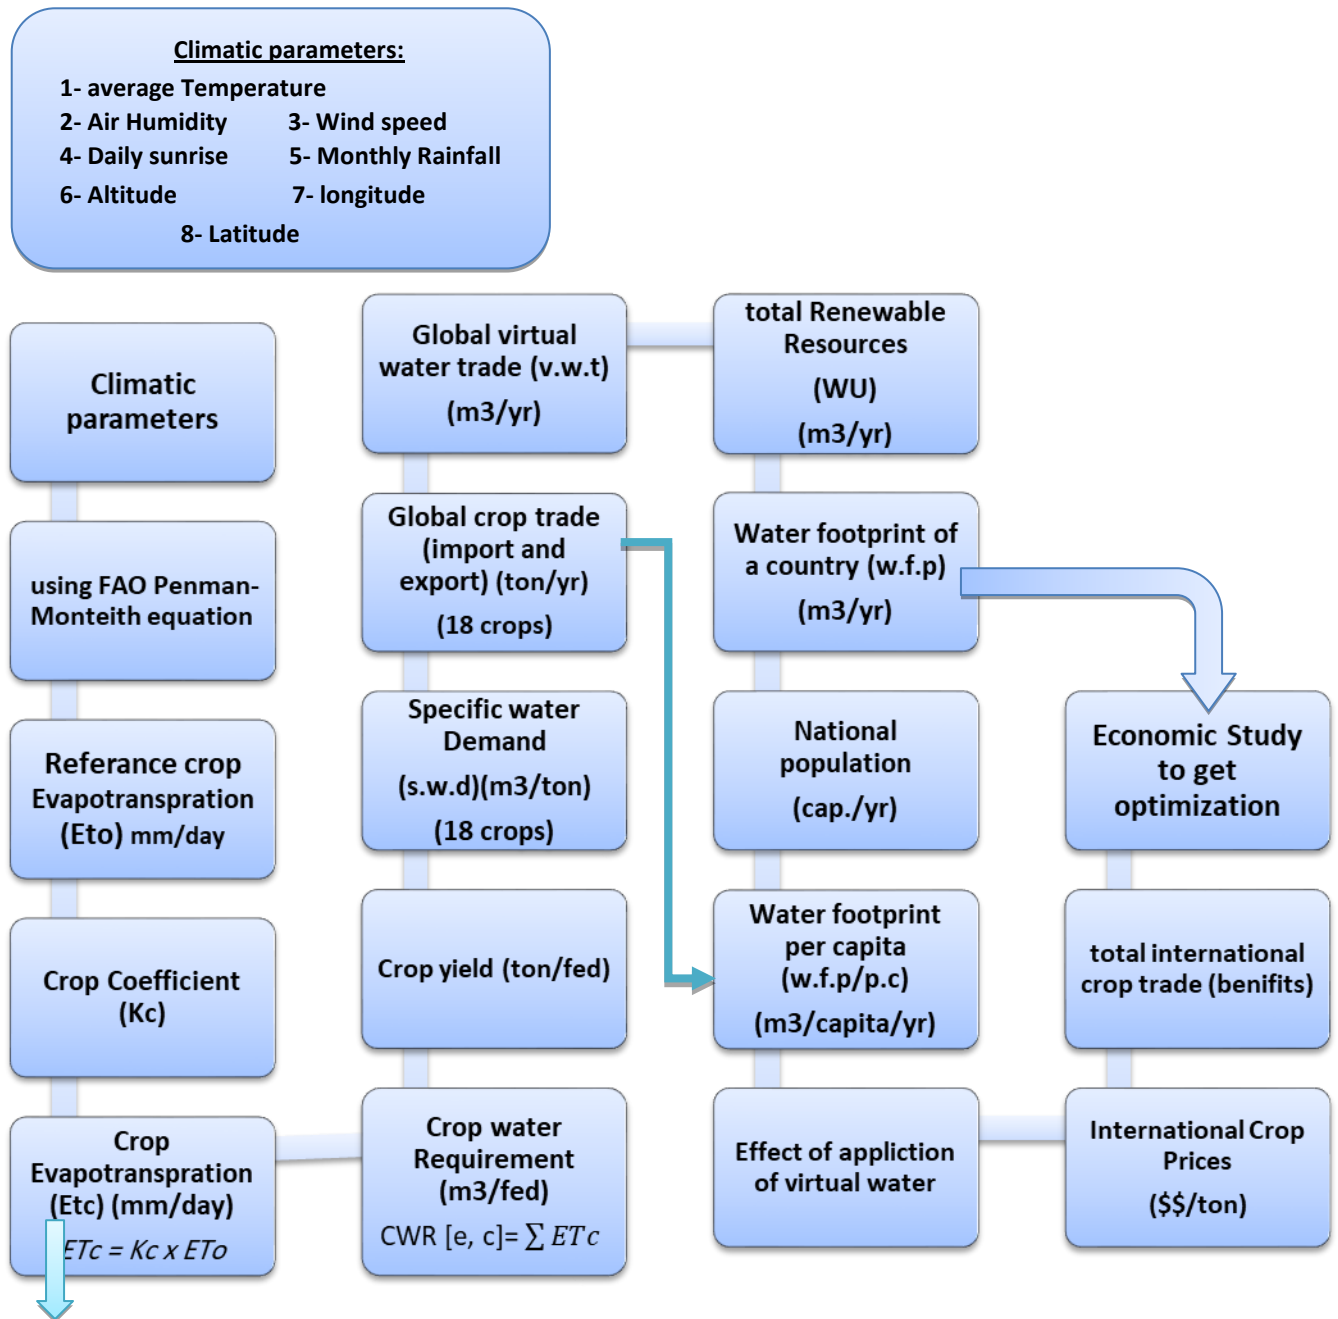 Climatic parameters:
1- average Temperature
2- Air Humidity 3- Wind speed
4- Daily sunrise 5- Monthly Rainfall
6- Altitude 7- longitude
8- Latitude
Climatic
parameters
using FAO Penman-
Monteith equation
Referance crop
Evapotranspration
(Eto) mm/day
Crop Coefficient
(Kc)
Crop
Evapotranspration
(Etc) (mm/day)
ETc = Kc x ETo
Crop water
Requirement
(m3/fed)
CWR [e, c]= ∑ ETc
Crop yield (ton/fed)
Specific water
Demand
(s.w.d)(m3/ton)
(18 crops)
Global crop trade
(import and
export) (ton/yr)
(18 crops)
Global virtual
water trade (v.w.t)
(m3/yr)
total Renewable
Resources
(WU)
(m3/yr)
Water footprint of
a country (w.f.p)
(m3/yr)
National
population
(cap./yr)
Water footprint
per capita
(w.f.p/p.c)
(m3/capita/yr)
Effect of appliction
of virtual water
International Crop
Prices
($$/ton)
total international
crop trade (benifits)
Economic Study
to get
optimization